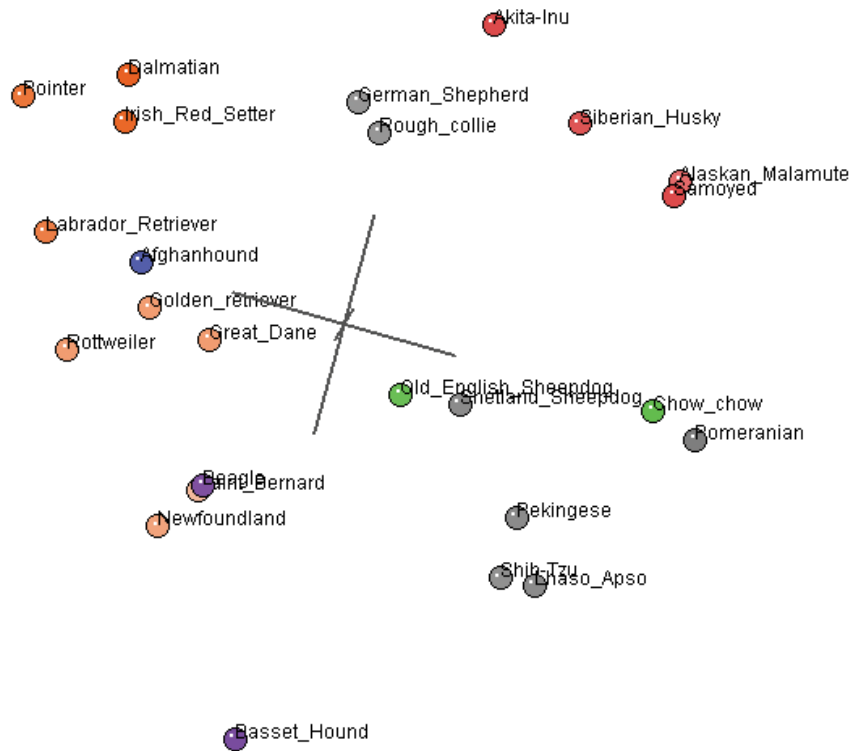 Akita-Inu
Dalmatian
Pointer
German_Shepherd
Irish_Red_Setter
Siberian_Husky
Rough_collie
Alaskan_Malamute
Samoyed
Labrador_Retriever
Afghanhound
Golden_retriever
Great_Dane
Rottweiler
Old_English_Sheepdog
Shetland_Sheepdog
Chow_chow
Pomeranian
Beagle
Saint_Bernard
Pekingese
Newfoundland
Shih-Tzu
Lhaso_Apso
Basset_Hound